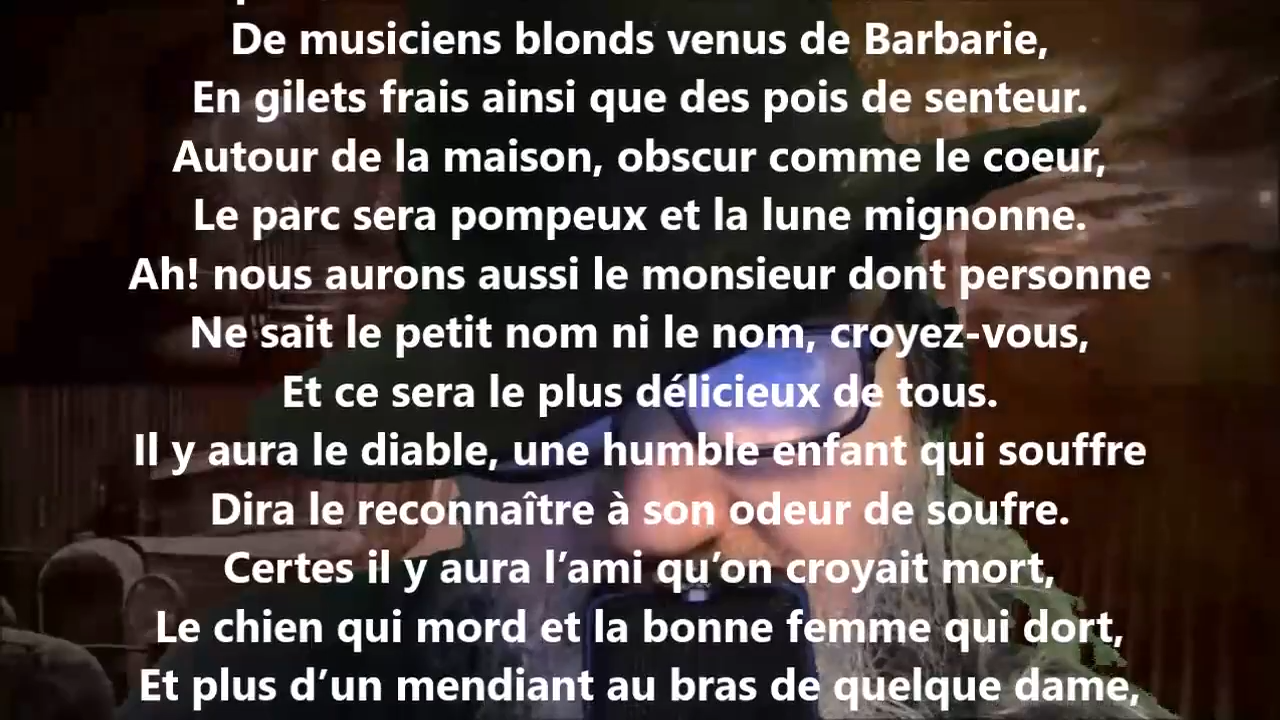 De musiciens blonds venus de Barbarie,
En gilets frais ainsi que des pois de senteur.
Autour de la maison, obscur comme le coeur,
Le parc sera pompeux et la lune mignonne.
Ah! nous aurons aussi le monsieur dont personne
Ne sait le petit nom ni le nom, croyez-vous,
Et ce sera le plus délicieux de tous.
Il y aura le diable, une humble enfant qui souffre
Dira le reconnaître à son odeur de soufre.
Certes il y aura l’ami qu’on croyait mort,
Le chien qui mord et la bonne femme qui dort,
Et plus d’un mendiant au bras de quelque dame,